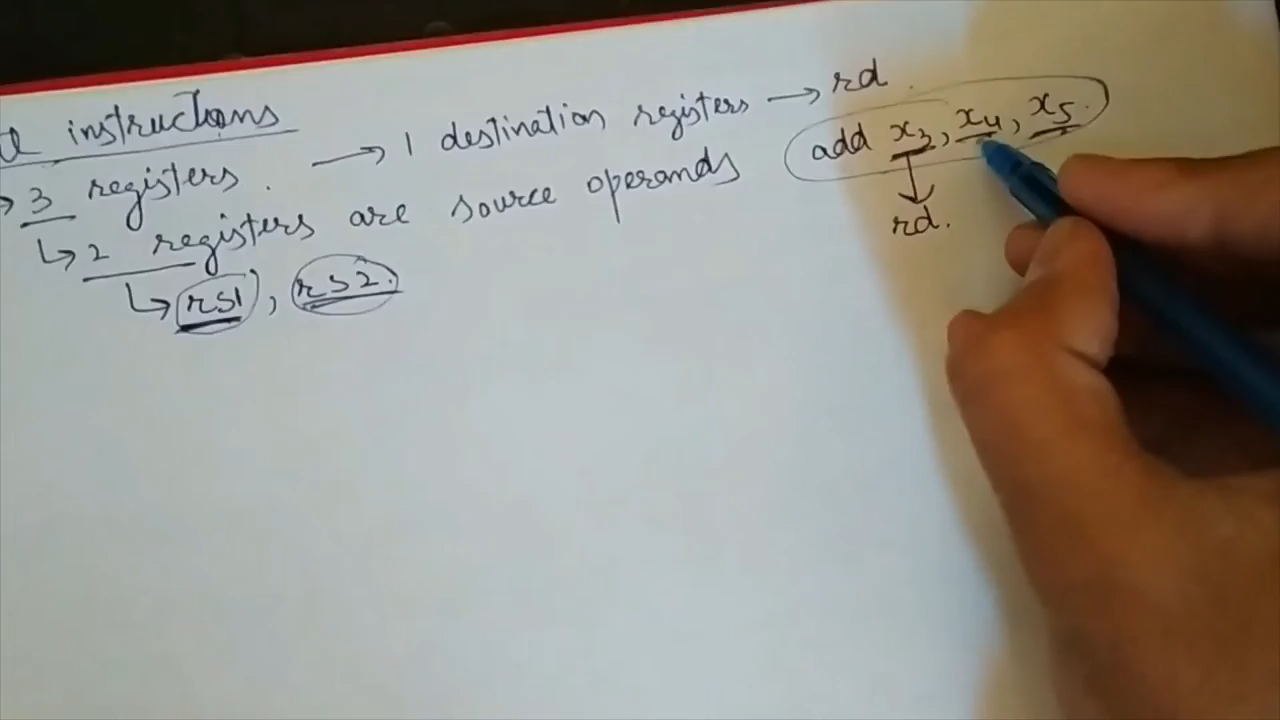 instructions
→ 3 registers. → 1 destination registers → rd.
↳ 2 registers are source operands
↳ rs1, rs2.
add x3, x4, x5.
↓
rd.